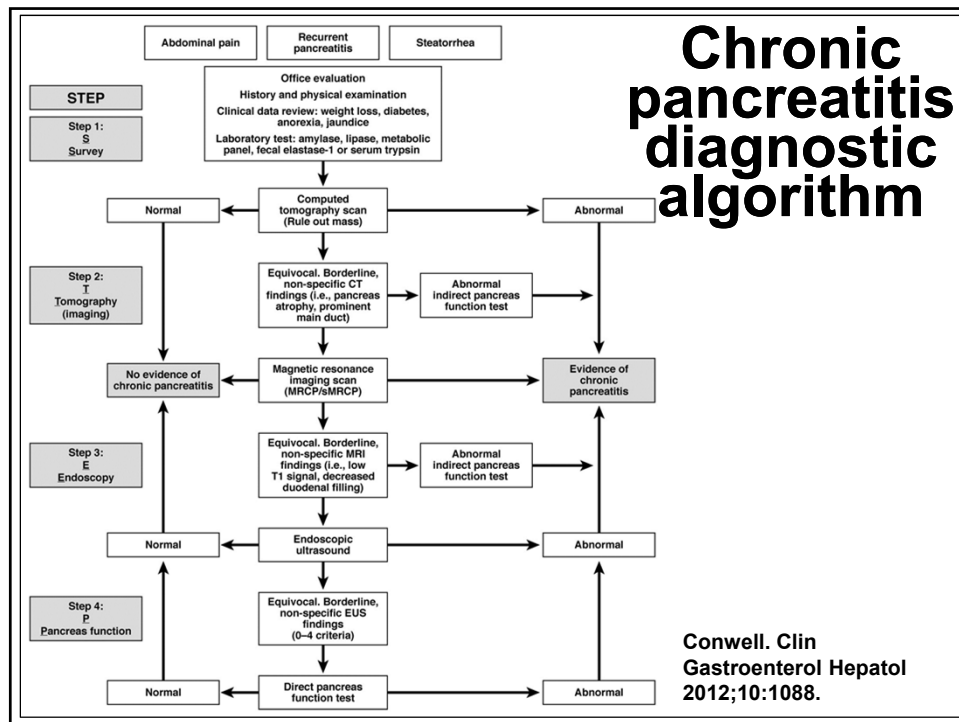 Chronic
pancreatitis
diagnostic
algorithm
Abdominal pain
Recurrent
pancreatitis
Steatorrhea
Office evaluation
History and physical examination
Clinical data review: weight loss, diabetes,
anorexia, jaundice
Laboratory test: amylase, lipase, metabolic
panel, fecal elastase-1 or serum trypsin
STEP
Step 1:
S
Survey
Normal
Computed
tomography scan
(Rule out mass)
Abnormal
Step 2:
T
Tomography
(imaging)
Equivocal. Borderline,
non-specific CT
findings (i.e., pancreas
atrophy, prominent
main duct)
Abnormal
indirect pancreas
function test
No evidence of
chronic pancreatitis
Magnetic resonance
imaging scan
(MRCP/sMRCP)
Evidence of
chronic
pancreatitis
Step 3:
E
Endoscopy
Equivocal. Borderline,
non-specific MRI
findings (i.e., low
T1 signal, decreased
duodenal filling)
Abnormal
indirect pancreas
function test
Normal
Endoscopic
ultrasound
Abnormal
Step 4:
P
Pancreas function
Equivocal. Borderline,
non-specific EUS
findings
(0–4 criteria)
Normal
Direct pancreas
function test
Abnormal
Conwell. Clin
Gastroenterol Hepatol
2012;10:1088.